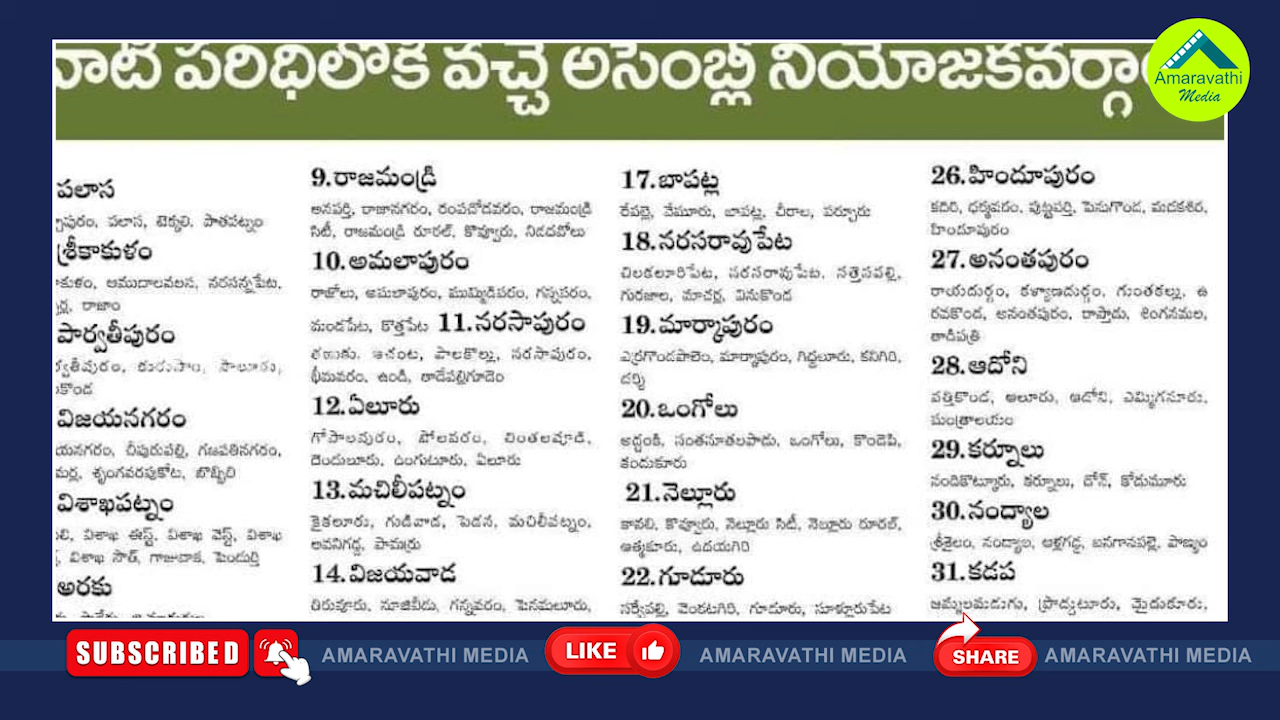 వాటి పరిధిలోకి వచ్చే అసెంబ్లీ నియోజకవర్గా
Amaravathi
Media
పలాస
పలాస, టెక్కలి. పాతపట్నం
శ్రీకాకుళం
ఆముదాలవలస, నరసన్నపేట,
రాజాం
పార్వతీపురం
విజయనగరం
యనగరం, చీపురుపల్లి, గజపతినగరం,
మర్ల, శృంగవరపుకోట, బొబ్బిలి
విశాఖపట్నం
విశాఖ ఈస్ట్. విశాఖ వెస్ట్, విశాఖ
విశాఖ సౌత్, గాజువాక, పెందుర్తి
అరకు
9.రాజమండ్రి
అనపర్తి, రాజానగరం, రంపచోడవరం, రాజమండ్రి
సిటీ, రాజమండ్రి రూరల్, కొవ్వూరు, నిడదవోలు
10.అమలాపురం
రాజోలు, అమలాపురం, ముమ్మిడివరం, గన్నవరం,
మండపేట, కొత్తపేట 11.నరసాపురం
తణుకు. ఆచంట, పాలకొల్లు, నరసాపురం,
భీమవరం, ఉండి, తాడేపల్లిగూడెం
12.ఏలూరు
గోపాలపురం, పోలవరం, చింతలపూడి,
దెందులూరు, ఉంగుటూరు, ఏలూరు
13.మచిలీపట్నం
కైకలూరు, గుడివాడ, పెడన, మచిలీపట్నం,
అవనిగడ్డ, పామర్రు
14.విజయవాడ
తిరువూరు, నూజివీడు, గన్నవరం, పెనమలూరు,
17.బాపట్ల
రేపల్లె, వేమూరు, బాపట్ల, చీరాల, పర్చూరు
18.నరసరావుపేట
చిలకలూరిపేట, నరసరావుపేట, సత్తెనపల్లి,
గురజాల, మాచర్ల, వినుకొండ
19.మార్కాపురం
ఎర్రగొండపాలెం, మార్కాపురం, గిద్దలూరు, కనిగిరి,
దర్శి
20.ఒంగోలు
అద్దంకి, సంతనూతలపాడు, ఒంగోలు, కొండెపి,
కందుకూరు
21.నెల్లూరు
కావలి, కొవ్వూరు, నెల్లూరు సిటీ, నెల్లూరు రూరల్,
ఆత్మకూరు, ఉదయగిరి
22.గూడూరు
సర్వేపల్లి, వెంకటగిరి, గూడూరు, సూళ్లూరుపేట
26.హిందూపురం
కదిరి, ధర్మవరం, పుట్టపర్తి, పెనుగొండ, మడకశిర,
హిందూపురం
27.అనంతపురం
రాయదుర్గం, కళ్యాణదుర్గం, గుంతకల్లు, ఉ
రవకొండ, అనంతపురం, రాప్తాడు, శింగనమల,
తాడిపత్రి
28.ఆదోని
పత్తికొండ, ఆలూరు, ఆదోని, ఎమ్మిగనూరు,
మంత్రాలయం
29.కర్నూలు
నందికొట్కూరు, కర్నూలు, డోన్, కోడుమూరు
30.నంద్యాల
శ్రీశైలం, నంద్యాల, ఆళ్లగడ్డ, బనగానపల్లె, పాణ్యం
31.కడప
జమ్మలమడుగు, ప్రొద్దుటూరు, మైదుకూరు,
SUBSCRIBED AMARAVATHI MEDIA LIKE AMARAVATHI MEDIA SHARE AMARAVATHI MEDIA